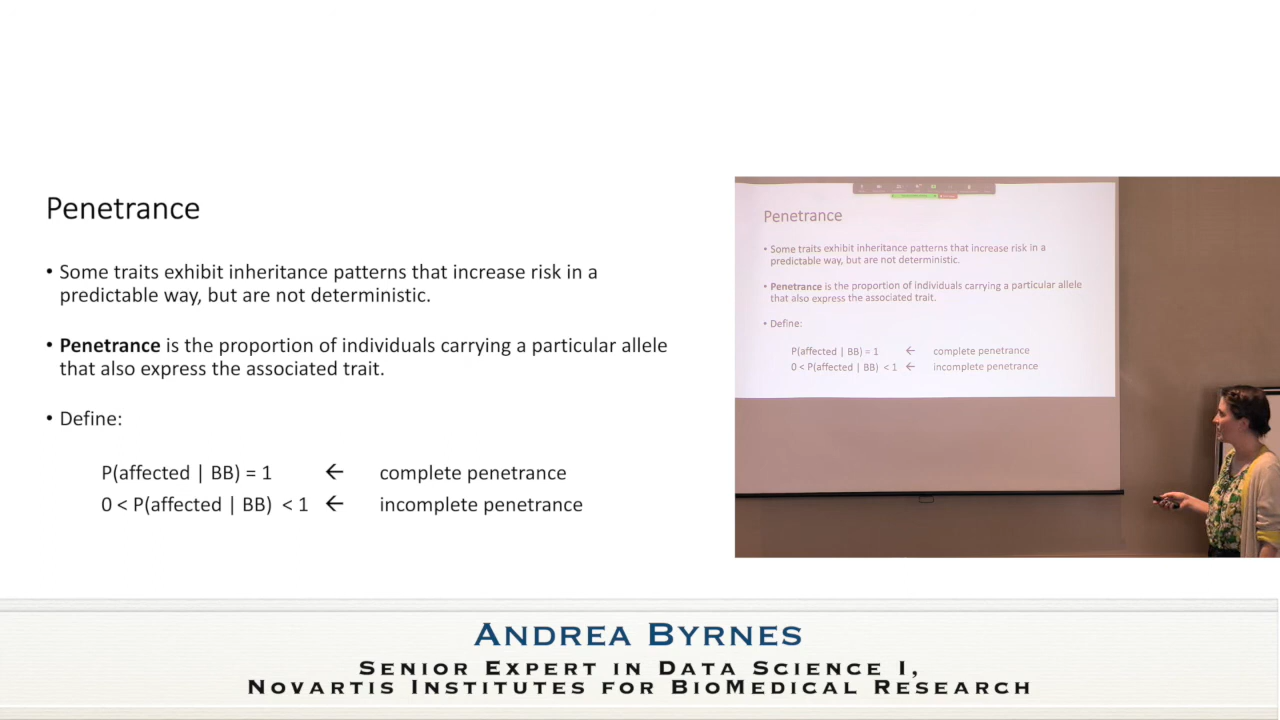 Penetrance
• Some traits exhibit inheritance patterns that increase risk in a
predictable way, but are not deterministic.
• Penetrance is the proportion of individuals carrying a particular allele
that also express the associated trait.
• Define:
P(affected | BB) = 1 ← complete penetrance
0 < P(affected | BB) < 1 ← incomplete penetrance
Penetrance
• Some traits exhibit inheritance patterns that increase risk in a
predictable way, but are not deterministic.
• Penetrance is the proportion of individuals carrying a particular allele
that also express the associated trait.
• Define:
P(affected | BB) = 1 ← complete penetrance
0 < P(affected | BB) < 1 ← incomplete penetrance
ANDREA BYRNES
SENIOR EXPERT IN DATA SCIENCE I,
NOVARTIS INSTITUTES FOR BIOMEDICAL RESEARCH